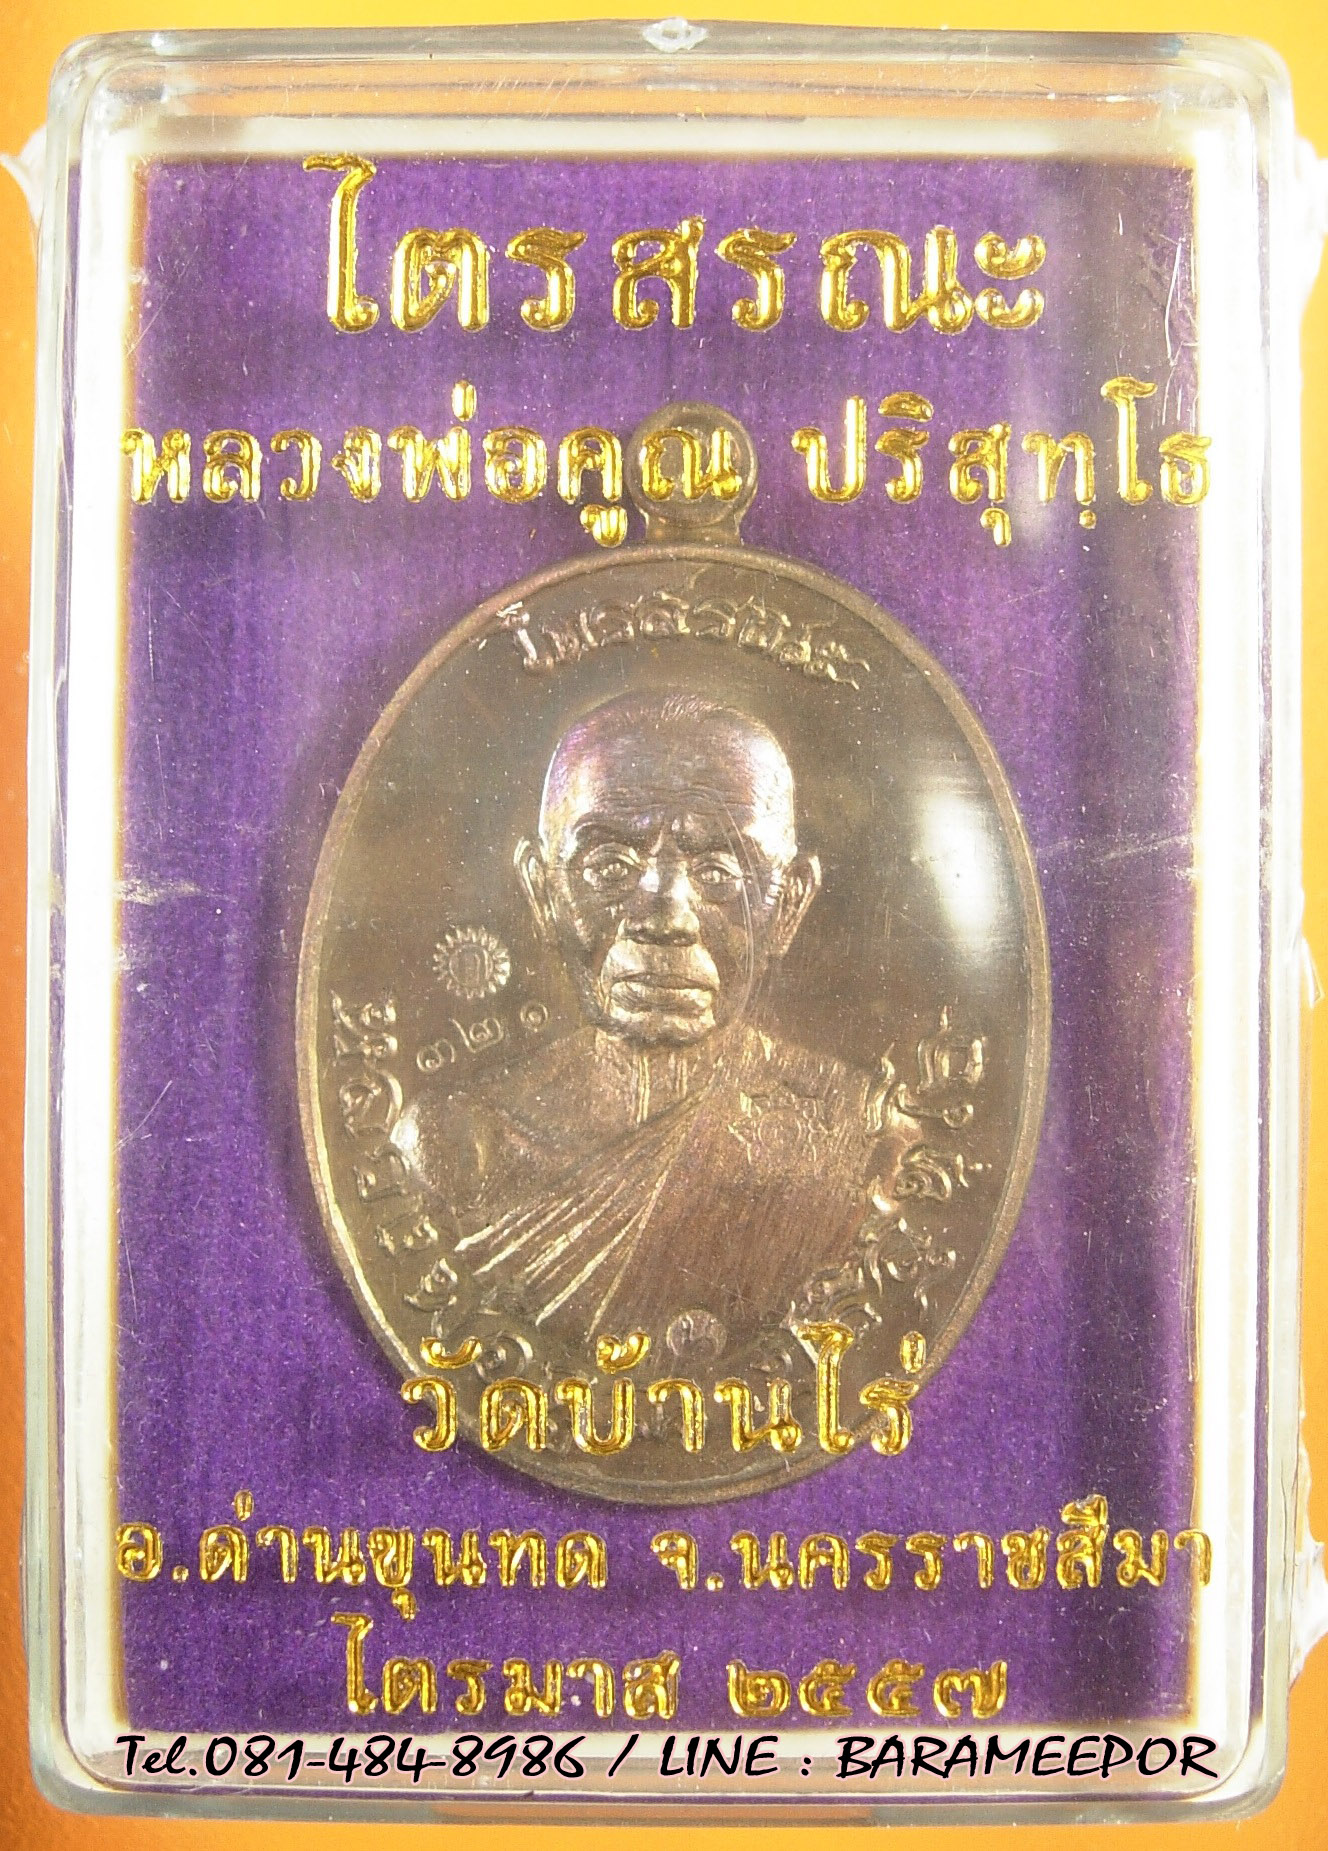 ไตรสรณะ
หลวงพ่อคูณ ปริสุทฺโธ
ไตรสรณะ
๓๒๑
วัดบ้านไร่
อ.ด่านขุนทด จ.นครราชสีมา
ไตรมาส ๒๕๕๗
Tel.081-484-8986 / LINE : BARAMEEPOR